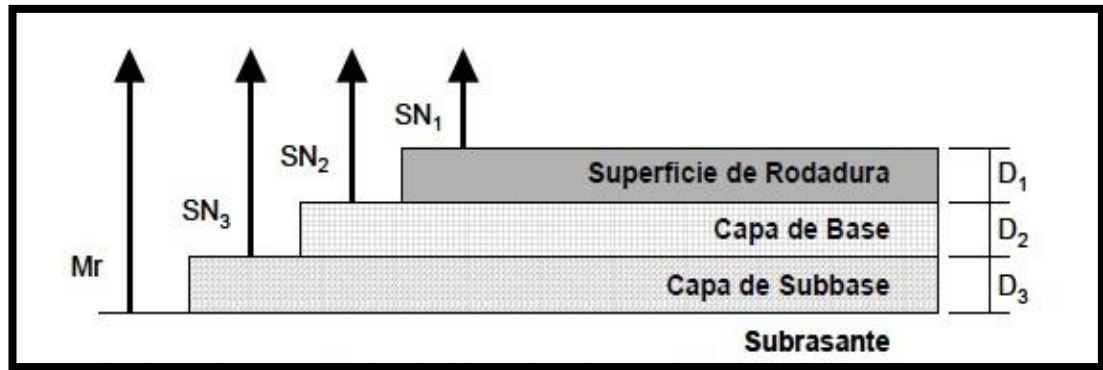 SN₁
SN₂
SN₃
Mr
Superficie de Rodadura
D₁
Capa de Base
D₂
Capa de Subbase
D₃
Subrasante